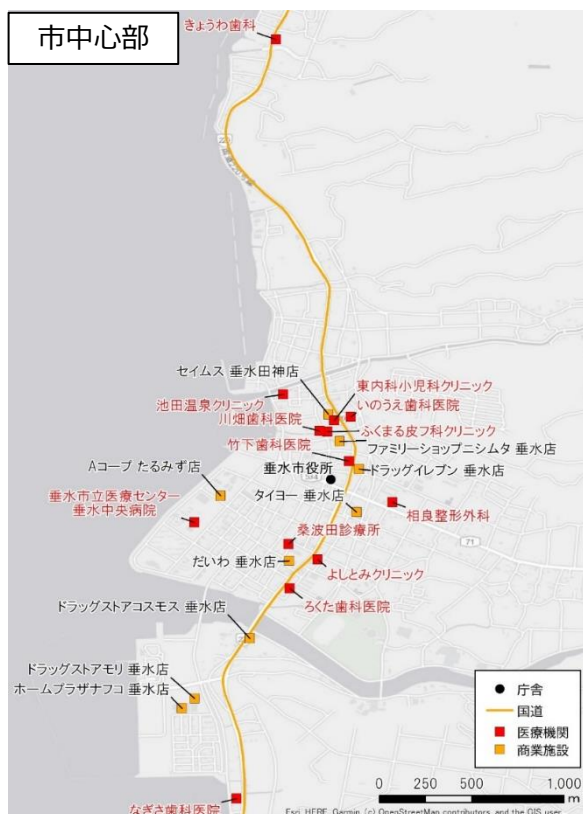 市中心部
きょうわ歯科
セイムス 垂水田神店
東内科小児科クリニック
池田温泉クリニック
いのうえ歯科医院
川畑歯科医院
ふくまる皮フ科クリニック
竹下歯科医院
ファミリーショップニシムタ 垂水店
Aコープ たるみず店
垂水市役所
ドラッグイレブン 垂水店
垂水市立医療センター
垂水中央病院
タイヨー 垂水店
相良整形外科
71
桑波田診療所
だいわ 垂水店
よしとみクリニック
ろくた歯科医院
ドラッグストアコスモス 垂水店
ドラッグストアモリ 垂水店
ホームプラザナフコ 垂水店
庁舎
国道
医療機関
商業施設
0 250 500 1,000
m
なぎさ歯科医院
Esri, HERE, Garmin, (c) OpenStreetMap contributors, and the GIS user